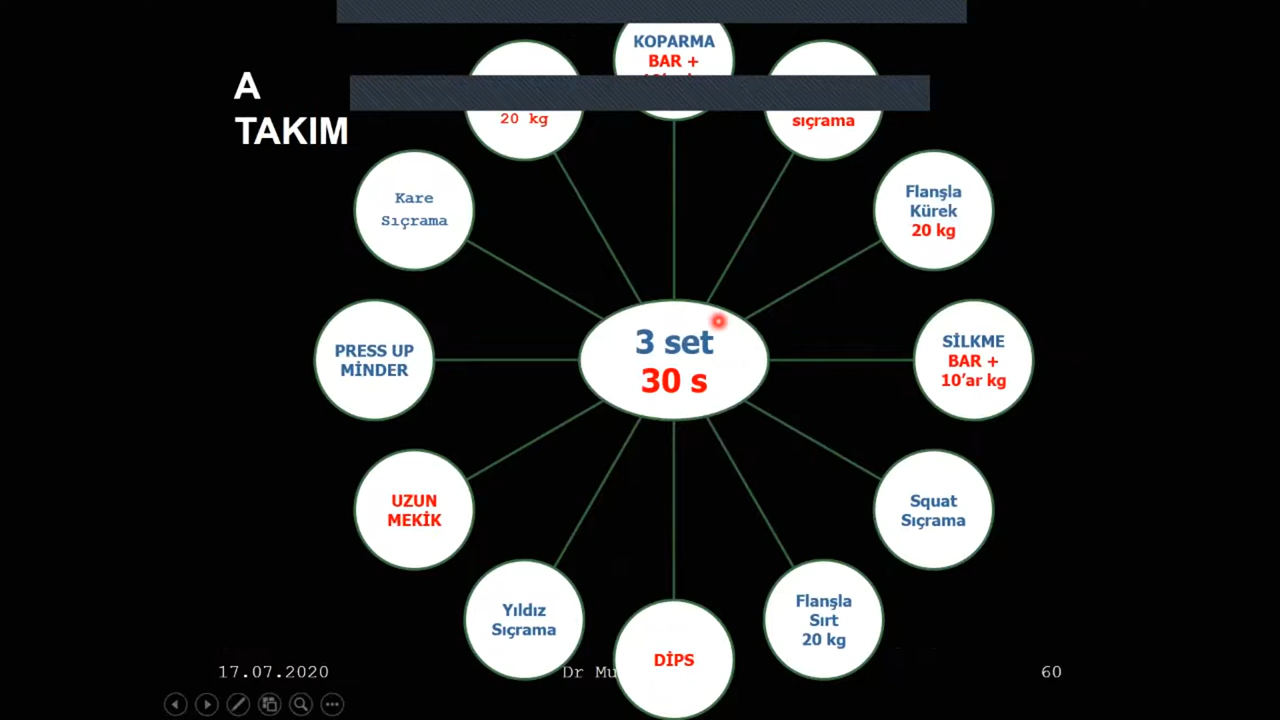 A
TAKIM
KOPARMA
BAR +
sıçrama
Flanşla
Kürek
20 kg
SİLKME
BAR +
10’ar kg
Squat
Sıçrama
Flanşla
Sırt
20 kg
DİPS
Yıldız
Sıçrama
UZUN
MEKİK
PRESS UP
MİNDER
Kare
Sıçrama
20 kg
3 set
30 s
17.07.2020
Dr
60